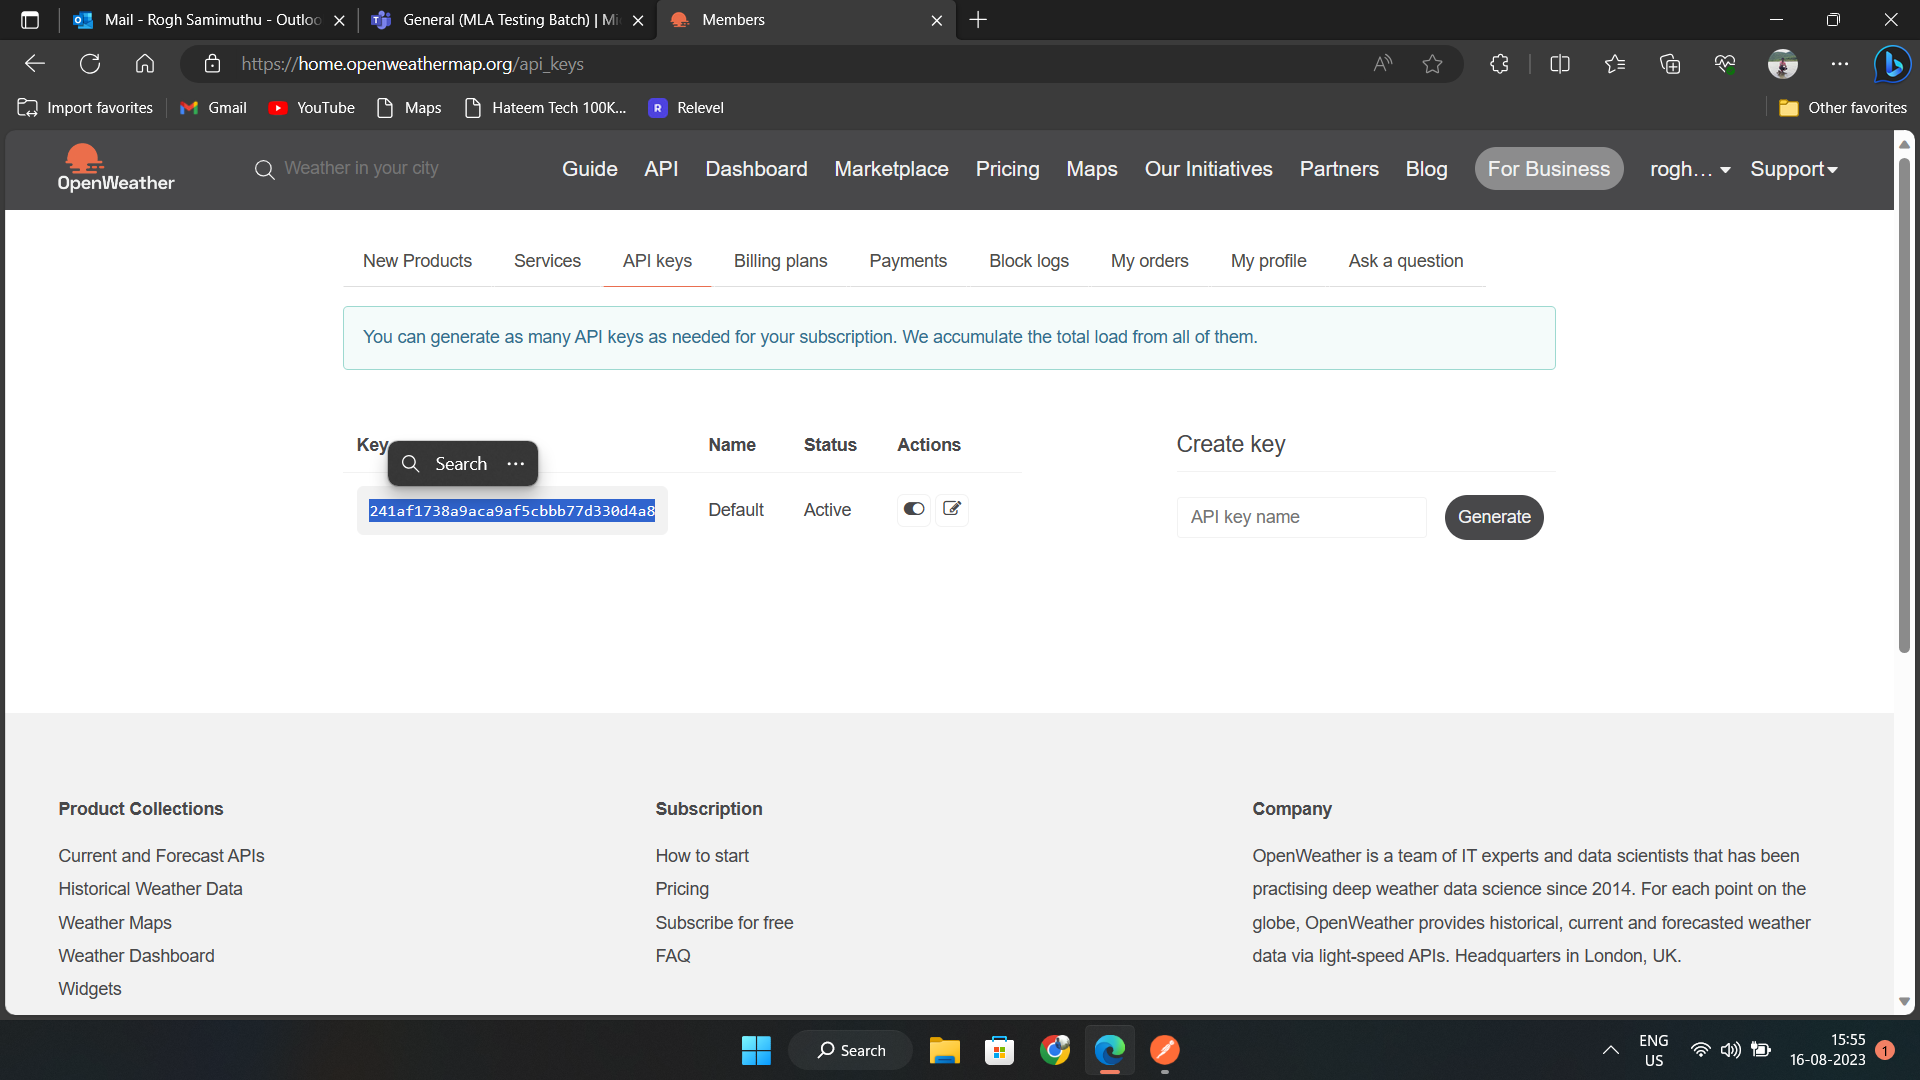 Mail - Rogh Samimuthu - Outloo
General (MLA Testing Batch) | Mi
Members
https://home.openweathermap.org/api_keys
Import favorites
Gmail
YouTube
Maps
Hateem Tech 100K...
R
Relevel
Other favorites
OpenWeather
Weather in your city
Guide
API
Dashboard
Marketplace
Pricing
Maps
Our Initiatives
Partners
Blog
For Business
rogh...
Support
New Products
Services
API keys
Billing plans
Payments
Block logs
My orders
My profile
Ask a question
You can generate as many API keys as needed for your subscription. We accumulate the total load from all of them.
Key
Name
Status
Actions
Create key
Search ...
241af1738a9aca9af5cbbb77d330d4a8
Default
Active
API key name
Generate
Product Collections
Current and Forecast APIs
Historical Weather Data
Weather Maps
Weather Dashboard
Widgets
Subscription
How to start
Pricing
Subscribe for free
FAQ
Company
OpenWeather is a team of IT experts and data scientists that has been
practising deep weather data science since 2014. For each point on the
globe, OpenWeather provides historical, current and forecasted weather
data via light-speed APIs. Headquarters in London, UK.
Search
ENG
US
15:55
16-08-2023
1